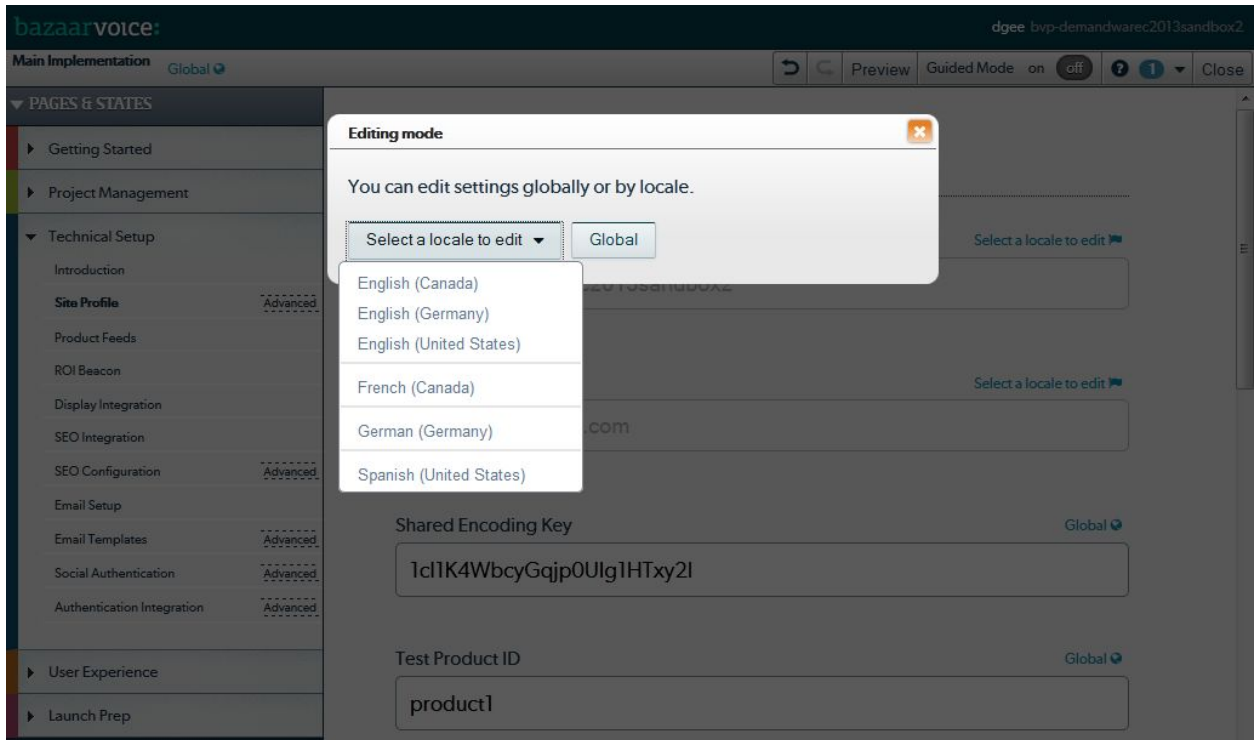 bazaarvoice:
dgee bvp-demandwarec2013sandbox2
Main Implementation Global
Preview Guided Mode on off ? 1 Close
PAGES & STATES
Getting Started
Project Management
Technical Setup
Introduction
Site Profile Advanced
Product Feeds
ROI Beacon
Display Integration
SEO Integration
SEO Configuration Advanced
Email Setup
Email Templates Advanced
Social Authentication Advanced
Authentication Integration Advanced
User Experience
Launch Prep
Editing mode
You can edit settings globally or by locale.
Select a locale to edit Global
English (Canada)
English (Germany)
English (United States)
French (Canada)
German (Germany)
Spanish (United States)
Select a locale to edit
Select a locale to edit
.com
Shared Encoding Key Global
Test Product ID Global
product1